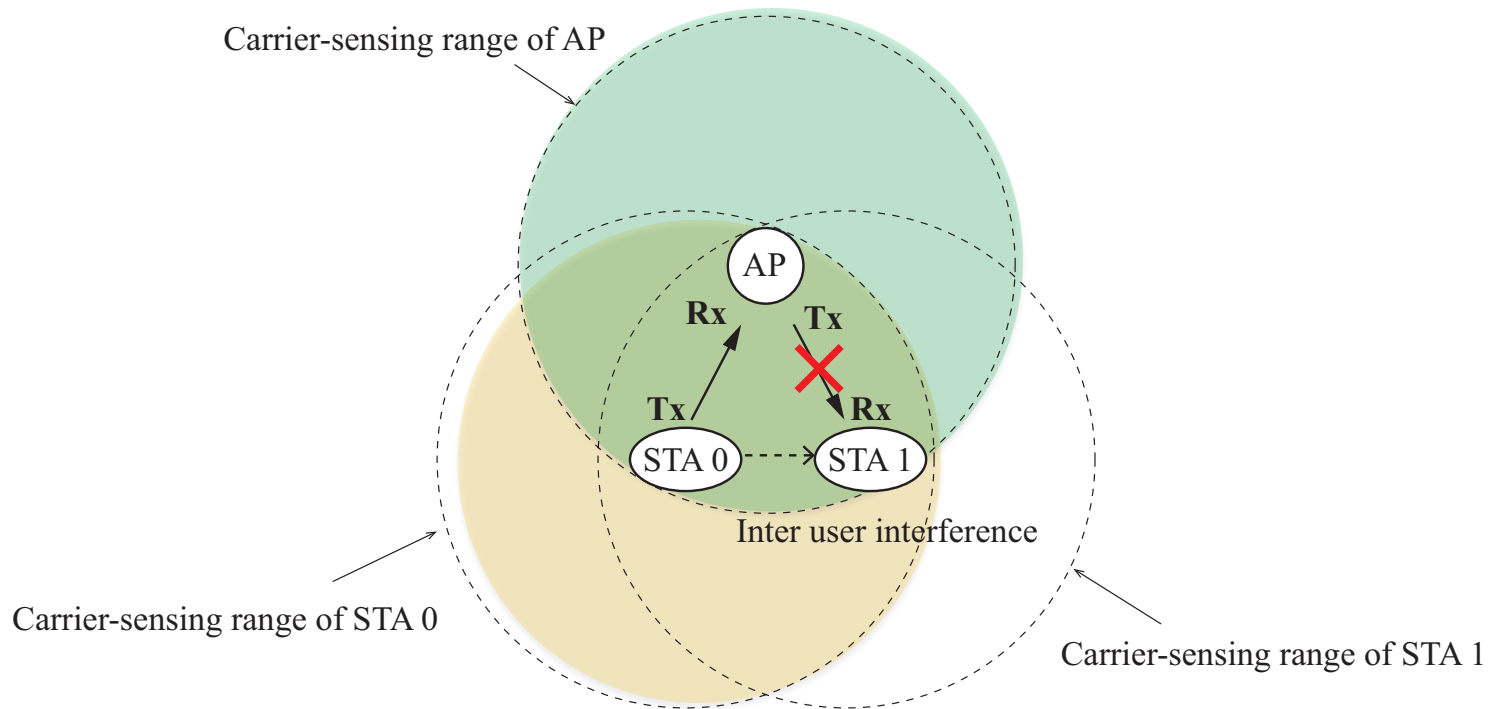 Carrier-sensing range of AP
AP
Rx
Tx
Tx
Rx
STA 0
STA 1
Inter user interference
Carrier-sensing range of STA 0
Carrier-sensing range of STA 1